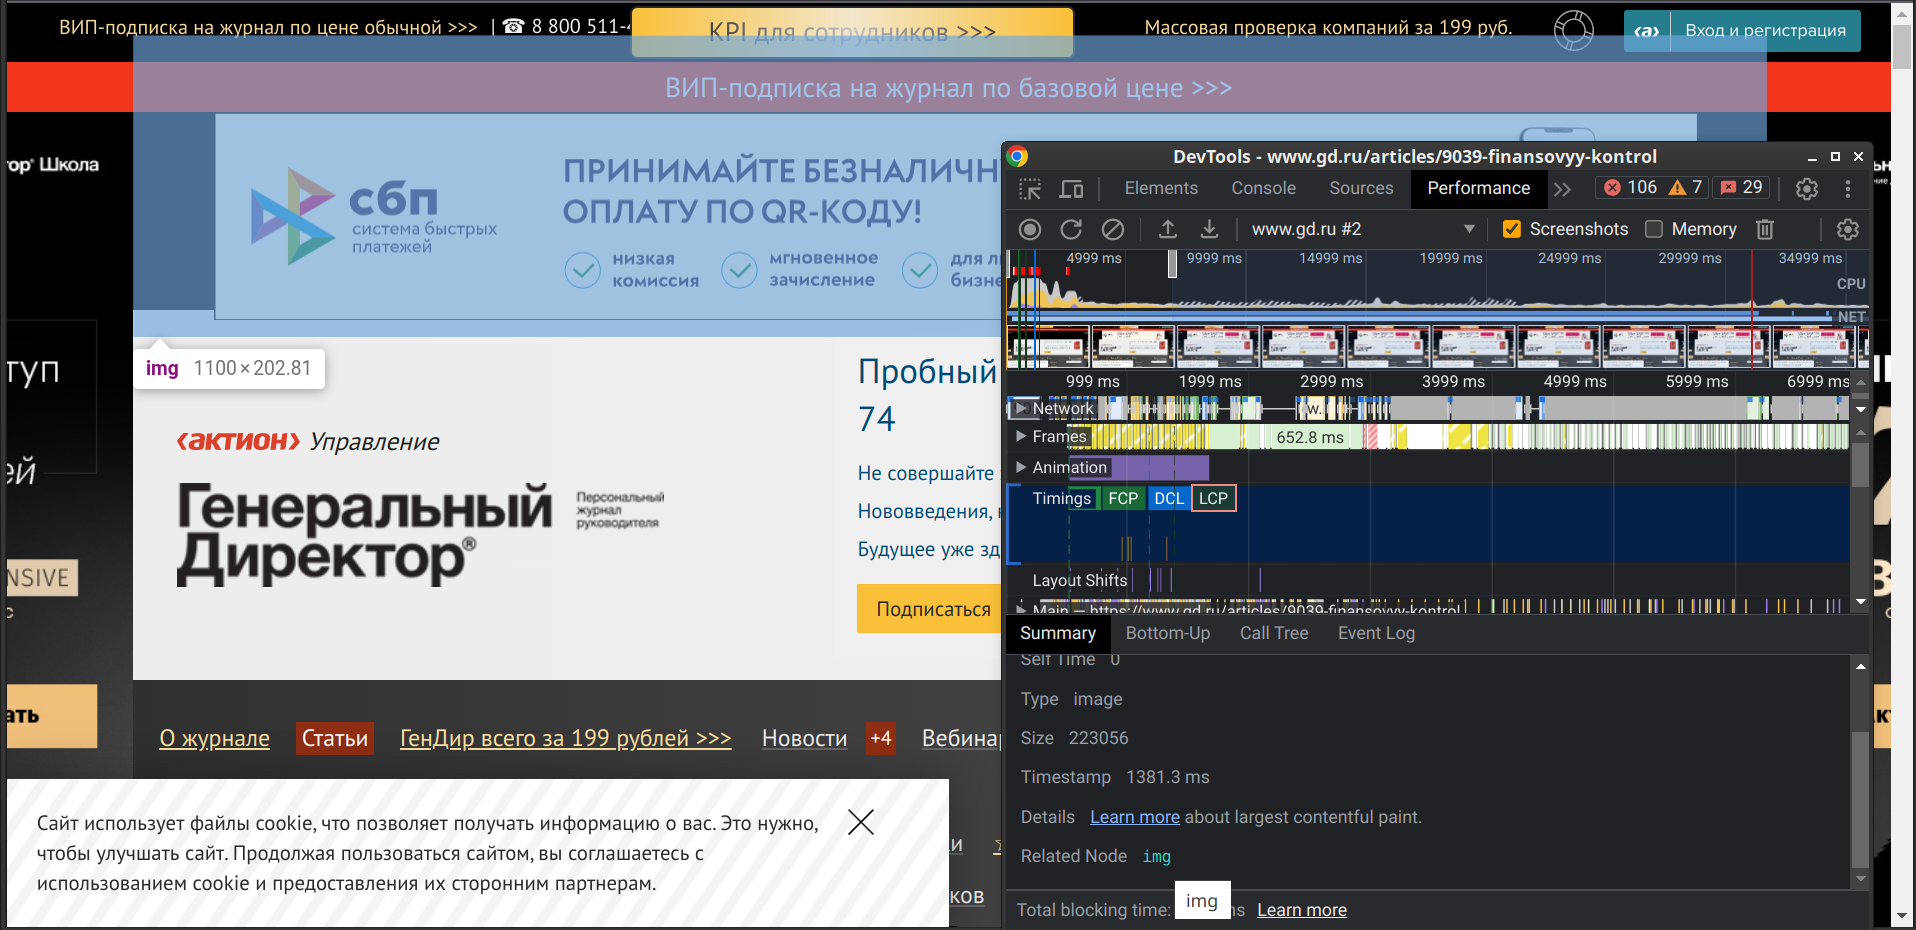 ВИП-подписка на журнал по цене обычной >>> | ☎ 8 800 511-
KPI для сотрудников >>>
Массовая проверка компаний за 199 руб.
‹a› Вход и регистрация
ВИП-подписка на журнал по базовой цене >>>
тор® Школа
сбп
система быстрых
платежей
ПРИНИМАЙТЕ БЕЗНАЛИЧН
ОПЛАТУ ПО QR-КОДУ!
низкая
комиссия
мгновенное
зачисление
для
бизне
img 1100 × 202.81
туп
ей
NSIVE
с
ать
‹актион› Управление
Генеральный
Директор®
Персональный
журнал
руководителя
Пробный
74
Не совершайте
Нововведения,
Будущее уже зд
Подписаться
О журнале
Статьи
ГенДир всего за 199 рублей >>>
Новости
+4
Вебинар
и
ков
Сайт использует файлы cookie, что позволяет получать информацию о вас. Это нужно,
чтобы улучшать сайт. Продолжая пользоваться сайтом, вы соглашаетесь с
использованием cookie и предоставления их сторонним партнерам.
DevTools - www.gd.ru/articles/9039-finansovyy-kontrol
Elements Console Sources Performance >> 106 7 29
www.gd.ru #2 Screenshots Memory
4999 ms 9999 ms 14999 ms 19999 ms 24999 ms 29999 ms 34999 ms
CPU
NET
999 ms 1999 ms 2999 ms 3999 ms 4999 ms 5999 ms 6999 ms
Network w.
Frames 652.8 ms
Animation
Timings FCP DCL LCP
Layout Shifts
Main — https://www.gd.ru/articles/9039-finansovyy-kontrol
Summary Bottom-Up Call Tree Event Log
Self Time 0
Type image
Size 223056
Timestamp 1381.3 ms
Details Learn more about largest contentful paint.
Related Node img
Total blocking time: img ns Learn more